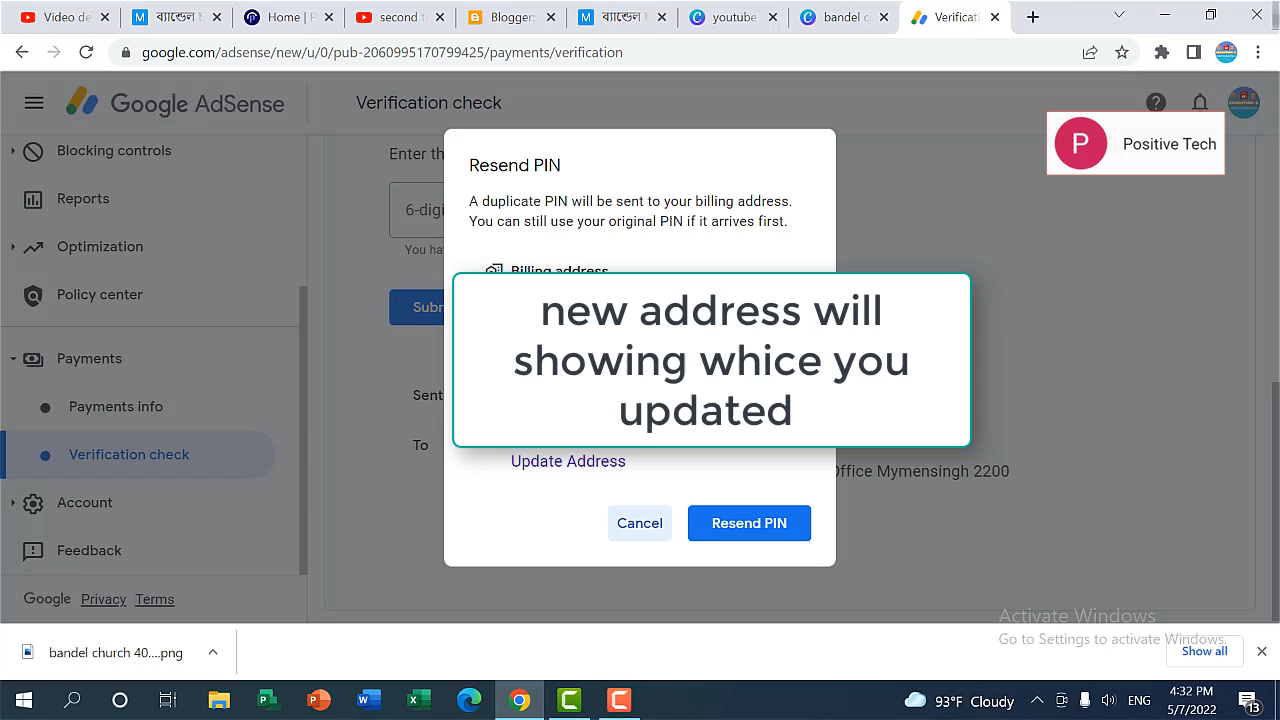 Video de
ব্যান্ডেল চ
Home | P
second t
Blogger:
ব্যান্ডেল চ
youtube
bandel ch
Verificati
google.com/adsense/new/u/0/pub-2060995170799425/payments/verification
Google AdSense
Verification check
P
Positive Tech
Blocking controls
Reports
Optimization
Policy center
Payments
Payments info
Verification check
Account
Feedback
Google Privacy Terms
Enter th
6-digi
You hav
Subm
Sent
To
Office Mymensingh 2200
Resend PIN
A duplicate PIN will be sent to your billing address.
You can still use your original PIN if it arrives first.
Billing address
new address will
showing whice you
updated
Update Address
Cancel
Resend PIN
Activate Windows
Go to Settings to activate Windows.
bandel church 40....png
Show all
93°F Cloudy
ENG
4:32 PM
5/7/2022
13